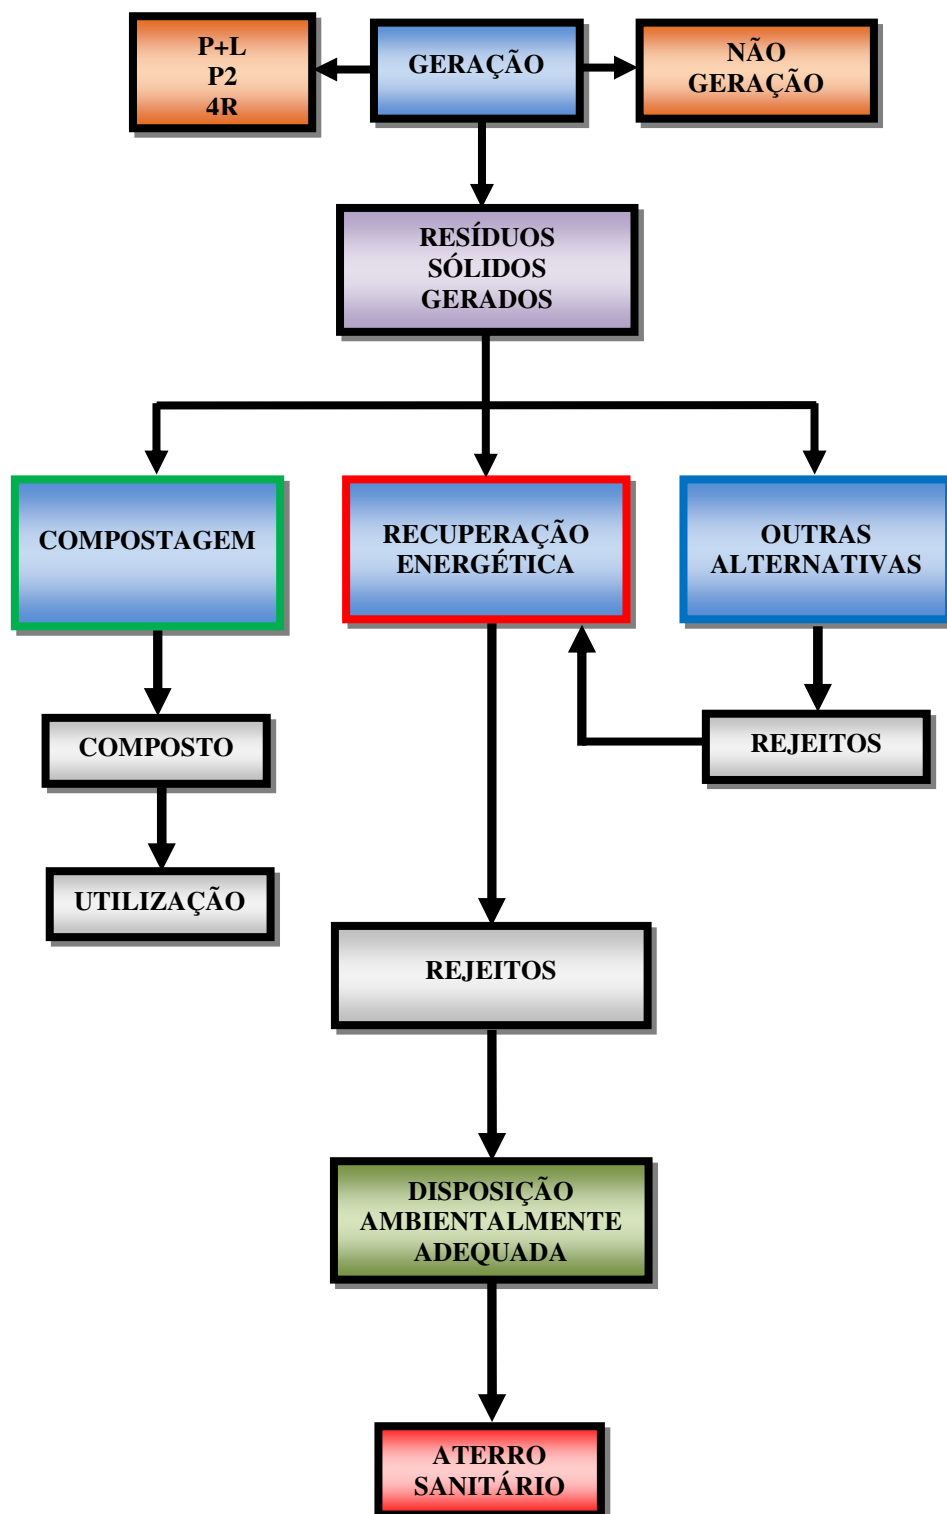 P+L
P2
4R
GERAÇÃO
NÃO
GERAÇÃO
RESÍDUOS
SÓLIDOS
GERADOS
COMPOSTAGEM
RECUPERAÇÃO
ENERGÉTICA
OUTRAS
ALTERNATIVAS
COMPOSTO
REJEITOS
UTILIZAÇÃO
REJEITOS
DISPOSIÇÃO
AMBIENTALMENTE
ADEQUADA
ATERRO
SANITÁRIO